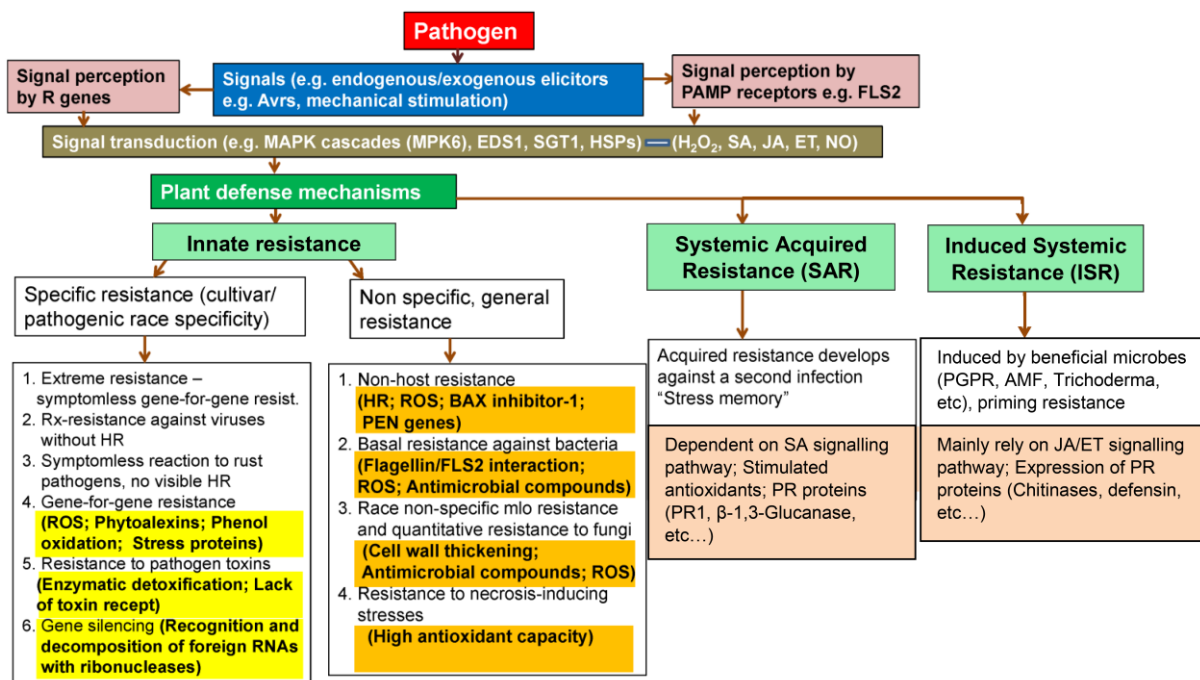 Pathogen
Signal perception
by R genes
Signals (e.g. endogenous/exogenous elicitors
e.g. Avrs, mechanical stimulation)
Signal perception by
PAMP receptors e.g. FLS2
Signal transduction (e.g. MAPK cascades (MPK6), EDS1, SGT1, HSPs) — (H₂O₂, SA, JA, ET, NO)
Plant defense mechanisms
Innate resistance
Systemic Acquired
Resistance (SAR)
Induced Systemic
Resistance (ISR)
Specific resistance (cultivar/
pathogenic race specificity)
Non specific, general
resistance
1. Extreme resistance –
symptomless gene-for-gene resist.
2. Rx-resistance against viruses
without HR
3. Symptomless reaction to rust
pathogens, no visible HR
4. Gene-for-gene resistance
(ROS; Phytoalexins; Phenol
oxidation; Stress proteins)
5. Resistance to pathogen toxins
(Enzymatic detoxification; Lack
of toxin recept)
6. Gene silencing (Recognition and
decomposition of foreign RNAs
with ribonucleases)
1. Non-host resistance
(HR; ROS; BAX inhibitor-1;
PEN genes)
2. Basal resistance against bacteria
(Flagellin/FLS2 interaction;
ROS; Antimicrobial compounds)
3. Race non-specific mlo resistance
and quantitative resistance to fungi
(Cell wall thickening;
Antimicrobial compounds; ROS)
4. Resistance to necrosis-inducing
stresses
(High antioxidant capacity)
Acquired resistance develops
against a second infection
“Stress memory”
Dependent on SA signalling
pathway; Stimulated
antioxidants; PR proteins
(PR1, β-1,3-Glucanase,
etc…)
Induced by beneficial microbes
(PGPR, AMF, Trichoderma,
etc), priming resistance
Mainly rely on JA/ET signalling
pathway; Expression of PR
proteins (Chitinases, defensin,
etc…)